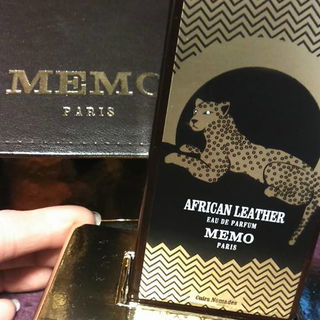 MEMO
PARIS
AFRICAN LEATHER
EAU DE PARFUM
MEMO
PARIS
Cuirs Nomades